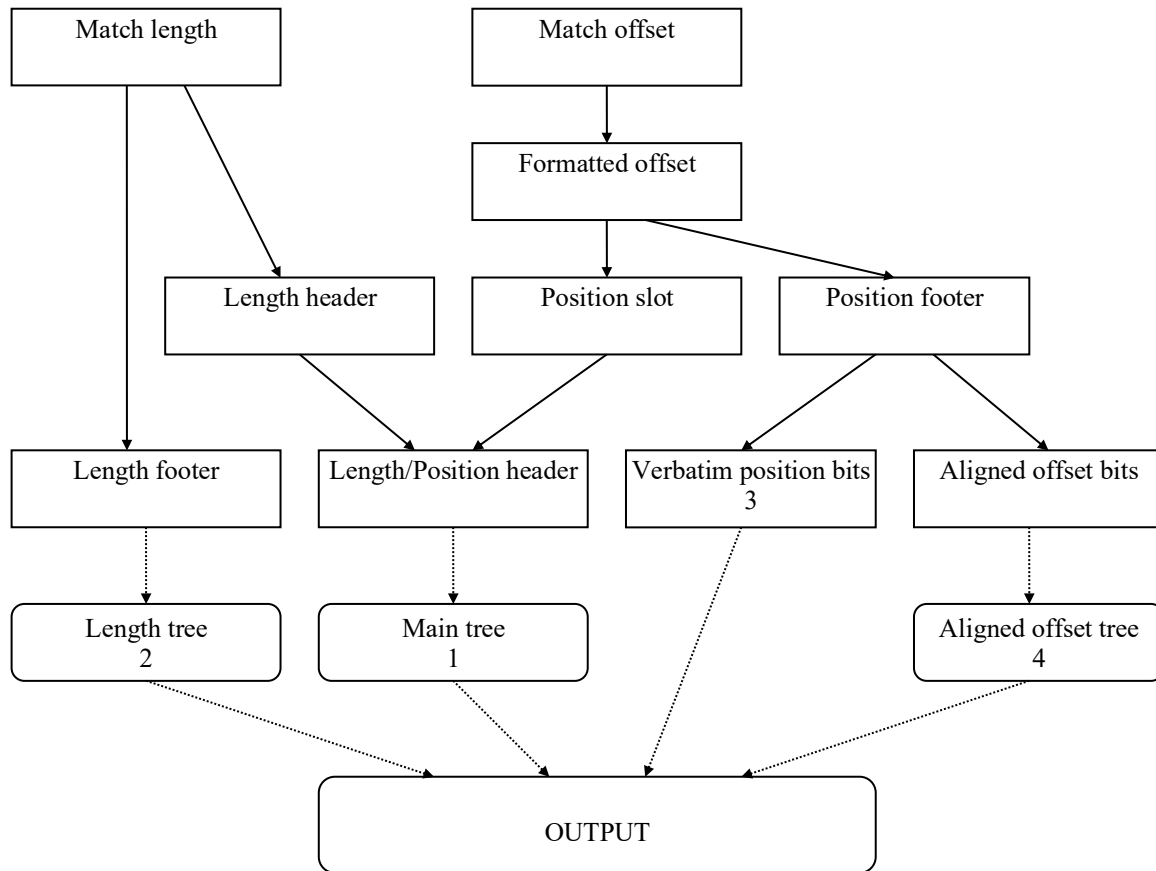 Match length
Match offset
Formatted offset
Length header
Position slot
Position footer
Length footer
Length/Position header
Verbatim position bits
3
Aligned offset bits
Length tree
2
Main tree
1
Aligned offset tree
4
OUTPUT